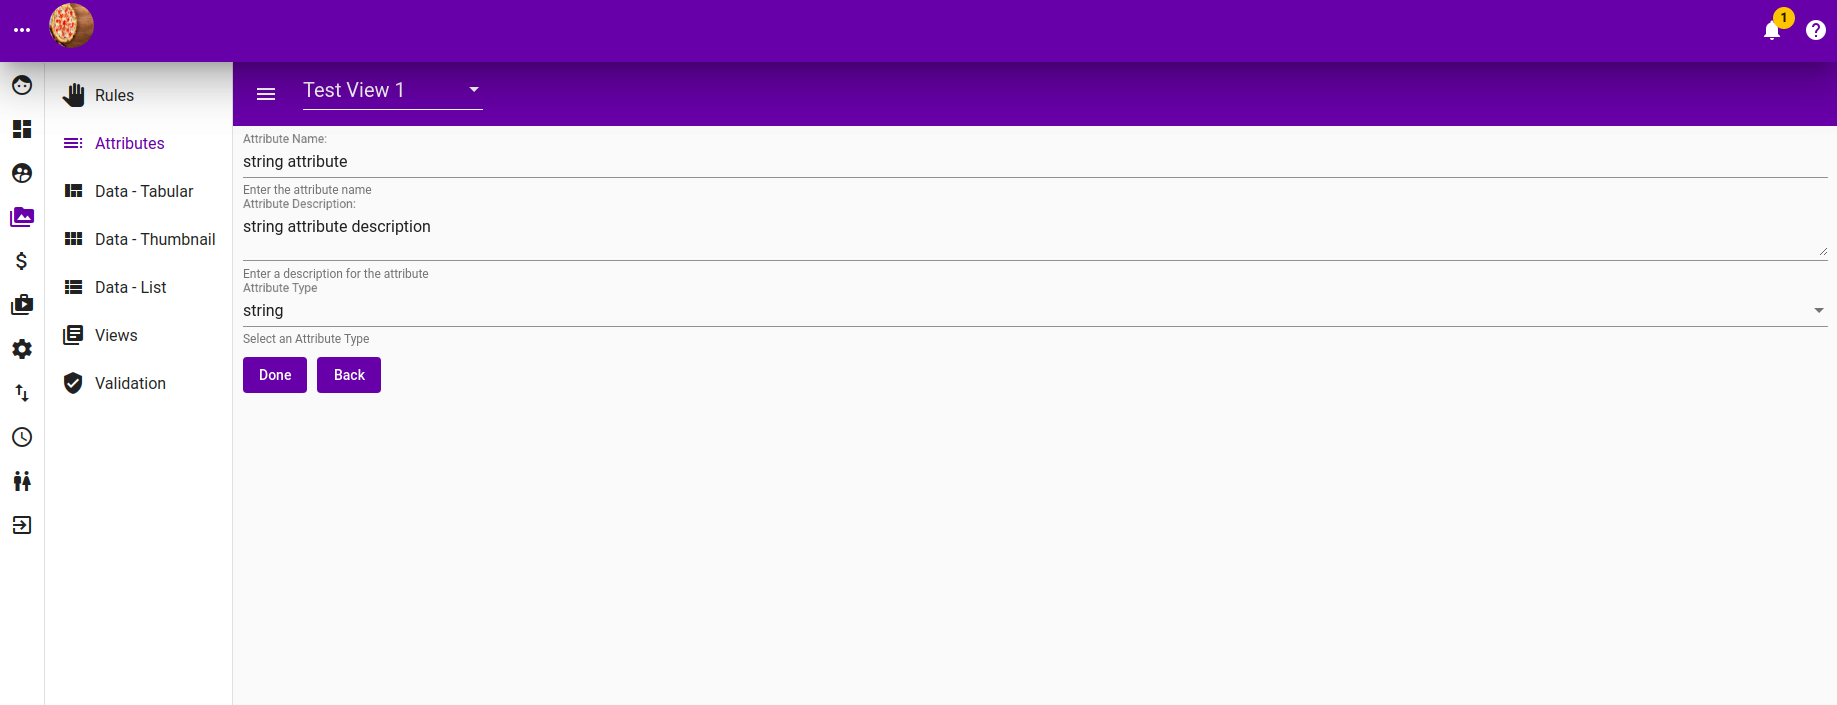 1
Rules
Attributes
Data - Tabular
Data - Thumbnail
Data - List
Views
Validation
Test View 1
Attribute Name:
string attribute
Enter the attribute name
Attribute Description:
string attribute description
Enter a description for the attribute
Attribute Type
string
Select an Attribute Type
Done Back